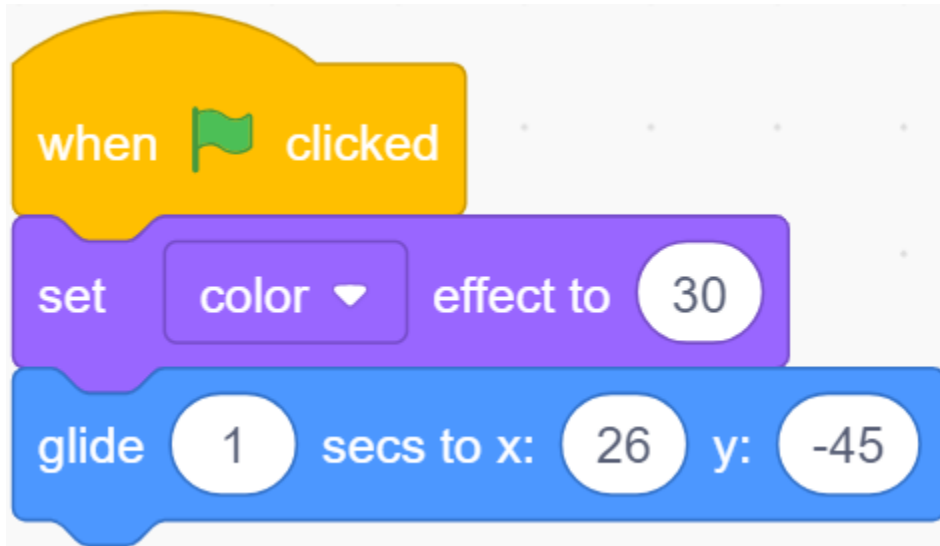 when clicked
set color effect to 30
glide 1 secs to x: 26 y: -45